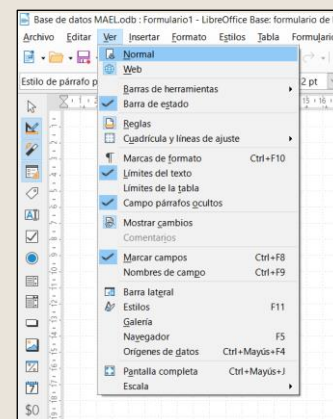 Base de datos MAEL.odb : Formulario1 - LibreOffice Base: formulario de
Archivo Editar Ver Insertar Formato Estilos Tabla Formulario
Estilo de párrafo p
2 pt
Normal
Web
Barras de herramientas
Barra de estado
Reglas
Cuadrícula y líneas de ajuste
Marcas de formato Ctrl+F10
Límites del texto
Límites de la tabla
Campo párrafos ocultos
Mostrar cambios
Comentarios
Marcar campos Ctrl+F8
Nombres de campo Ctrl+F9
Barra lateral
Estilos F11
Galería
Navegador F5
Orígenes de datos Ctrl+Mayús+F4
Pantalla completa Ctrl+Mayús+J
Escala